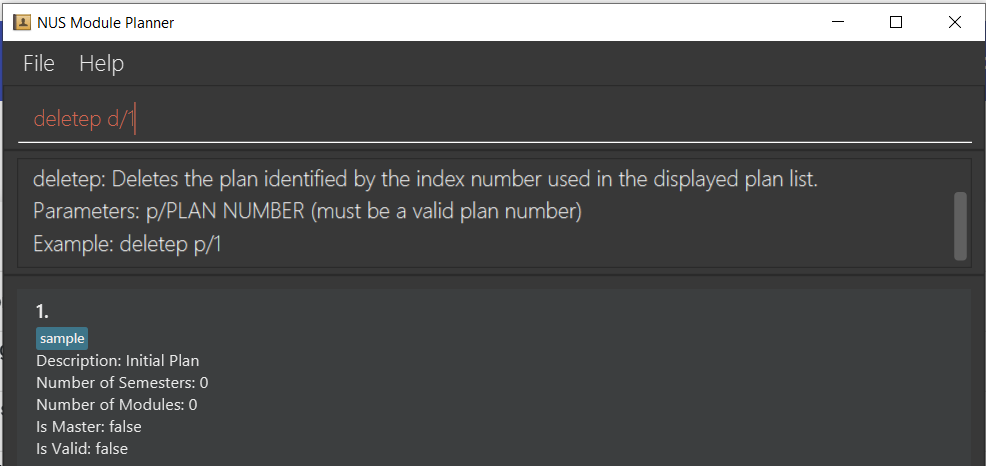 NUS Module Planner
File Help
deletep d/1
deletep: Deletes the plan identified by the index number used in the displayed plan list.
Parameters: p/PLAN NUMBER (must be a valid plan number)
Example: deletep p/1
1.
sample
Description: Initial Plan
Number of Semesters: 0
Number of Modules: 0
Is Master: false
Is Valid: false